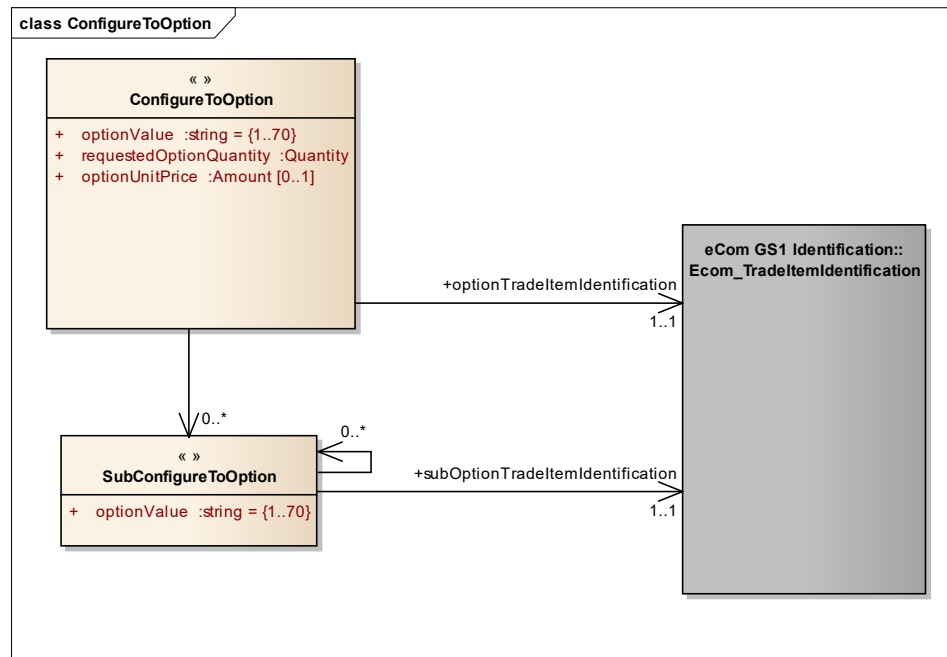 class ConfigureToOption
« »
ConfigureToOption
+ optionValue :string = {1..70}
+ requestedOptionQuantity :Quantity
+ optionUnitPrice :Amount [0..1]
eCom GS1 Identification::
Ecom_TradeItemIdentification
+optionTradeItemIdentification
1..1
0..*
0..*
« »
SubConfigureToOption
+ optionValue :string = {1..70}
+subOptionTradeItemIdentification
1..1